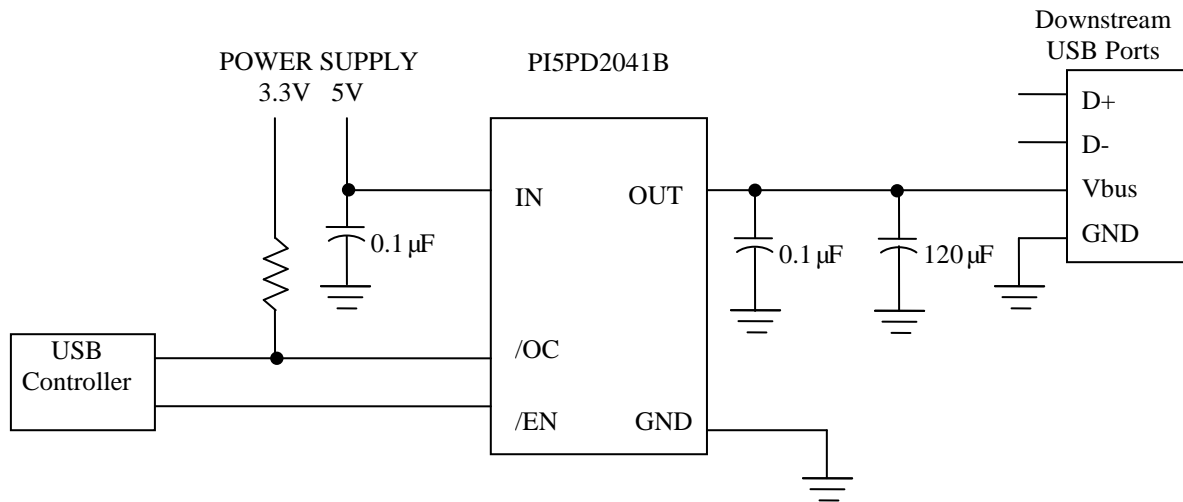 Downstream
USB Ports
POWER SUPPLY
3.3V 5V
PI5PD2041B
D+
D-
IN
OUT
Vbus
0.1 µF
0.1 µF
120 µF
GND
USB
Controller
/OC
/EN
GND